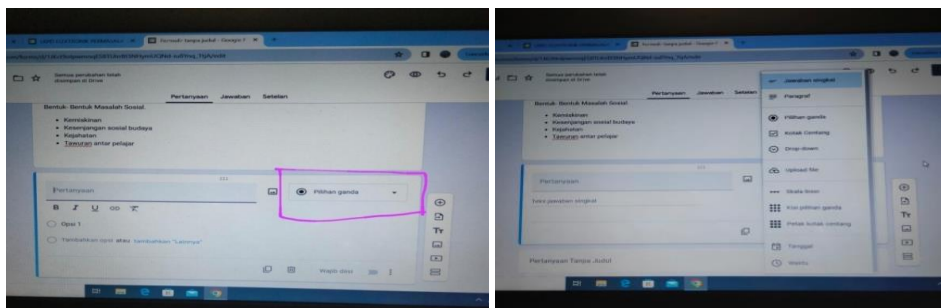 Semua perubahan telah
disimpan di Drive
Pertanyaan Jawaban Setelan
Bentuk- Bentuk Masalah Sosial.
Kemiskinan
Kesenjangan sosial budaya
Kejahatan
Tawuran antar pelajar
Pertanyaan
Pilihan ganda
B I U
Opsi 1
Tambahkan opsi atau tambahkan "Lainnya"
Wajib diisi
Tr
Semua perubahan telah
disimpan di Drive
Pertanyaan Jawaban Setelan
Bentuk- Bentuk Masalah Sosial
Kemiskinan
Kesenjangan sosial budaya
Kejahatan
Tawuran antar pelajar
Pertanyaan
Teks jawaban singkat
Pertanyaan Tanpa Judul
Jawaban singkat
Paragraf
Pilihan ganda
Kotak Centang
Drop-down
Upload file
Skala linier
Kisi pilihan ganda
Petak kotak centang
Tanggal
Waktu
Tr